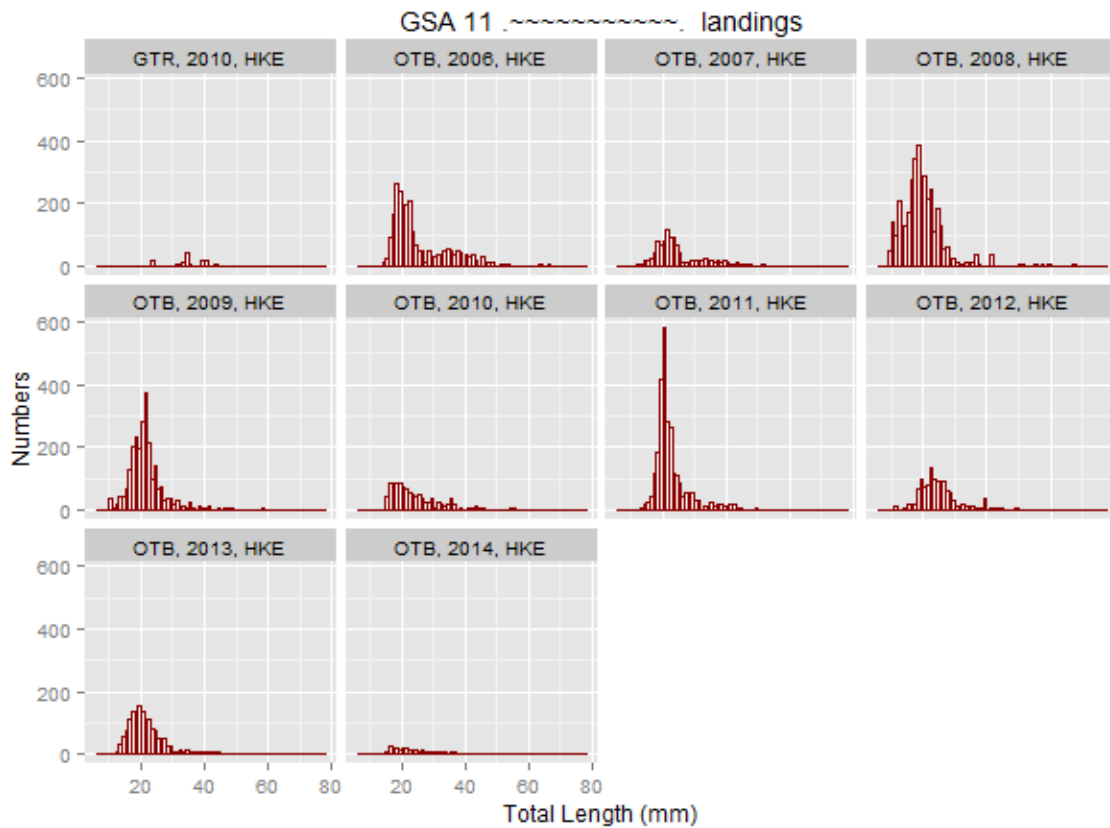 GSA 11 .~~~~~~~~~~~. landings
GTR, 2010, HKE
OTB, 2006, HKE
OTB, 2007, HKE
OTB, 2008, HKE
600
400
200
0
OTB, 2009, HKE
OTB, 2010, HKE
OTB, 2011, HKE
OTB, 2012, HKE
600
400
200
0
Numbers
OTB, 2013, HKE
OTB, 2014, HKE
600
400
200
0
20 40 60 80
20 40 60 80
Total Length (mm)